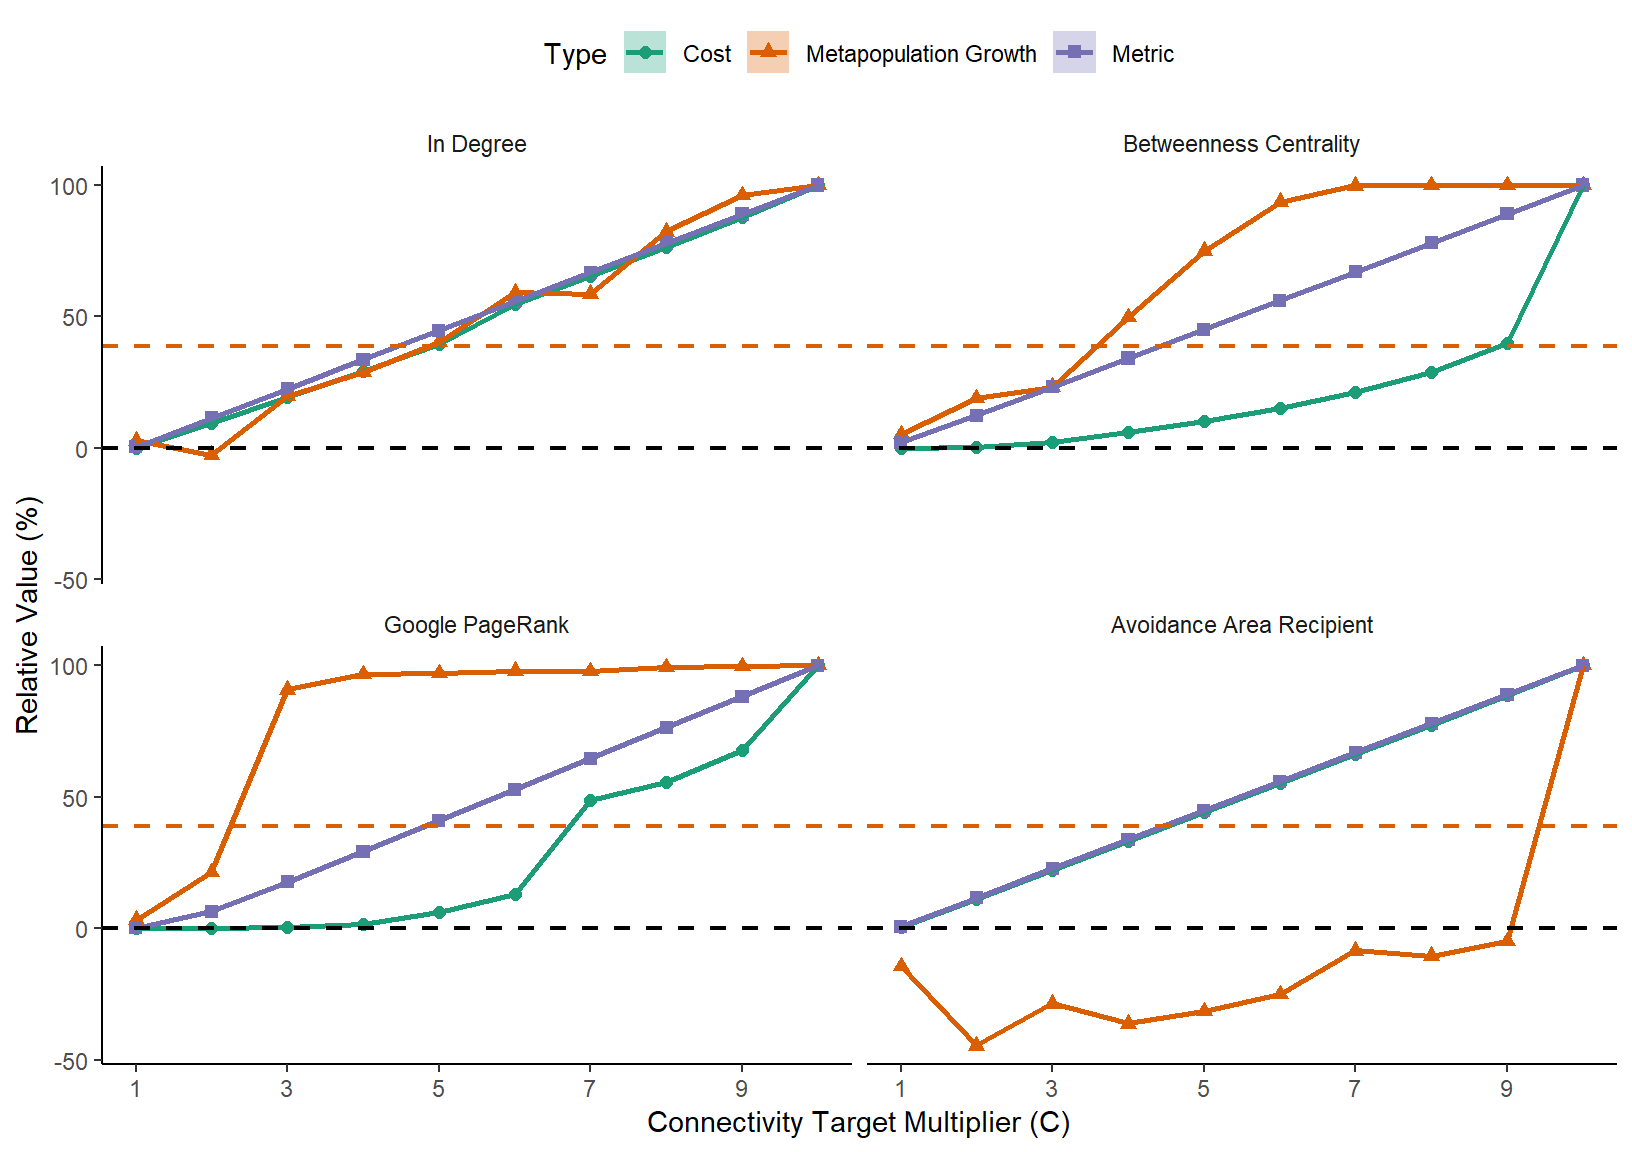 Type Cost Metapopulation Growth Metric
In Degree
Betweenness Centrality
100
50
0
-50
Google PageRank
Avoidance Area Recipient
100
50
0
-50
1 3 5 7 9
1 3 5 7 9
Relative Value (%)
Connectivity Target Multiplier (C)